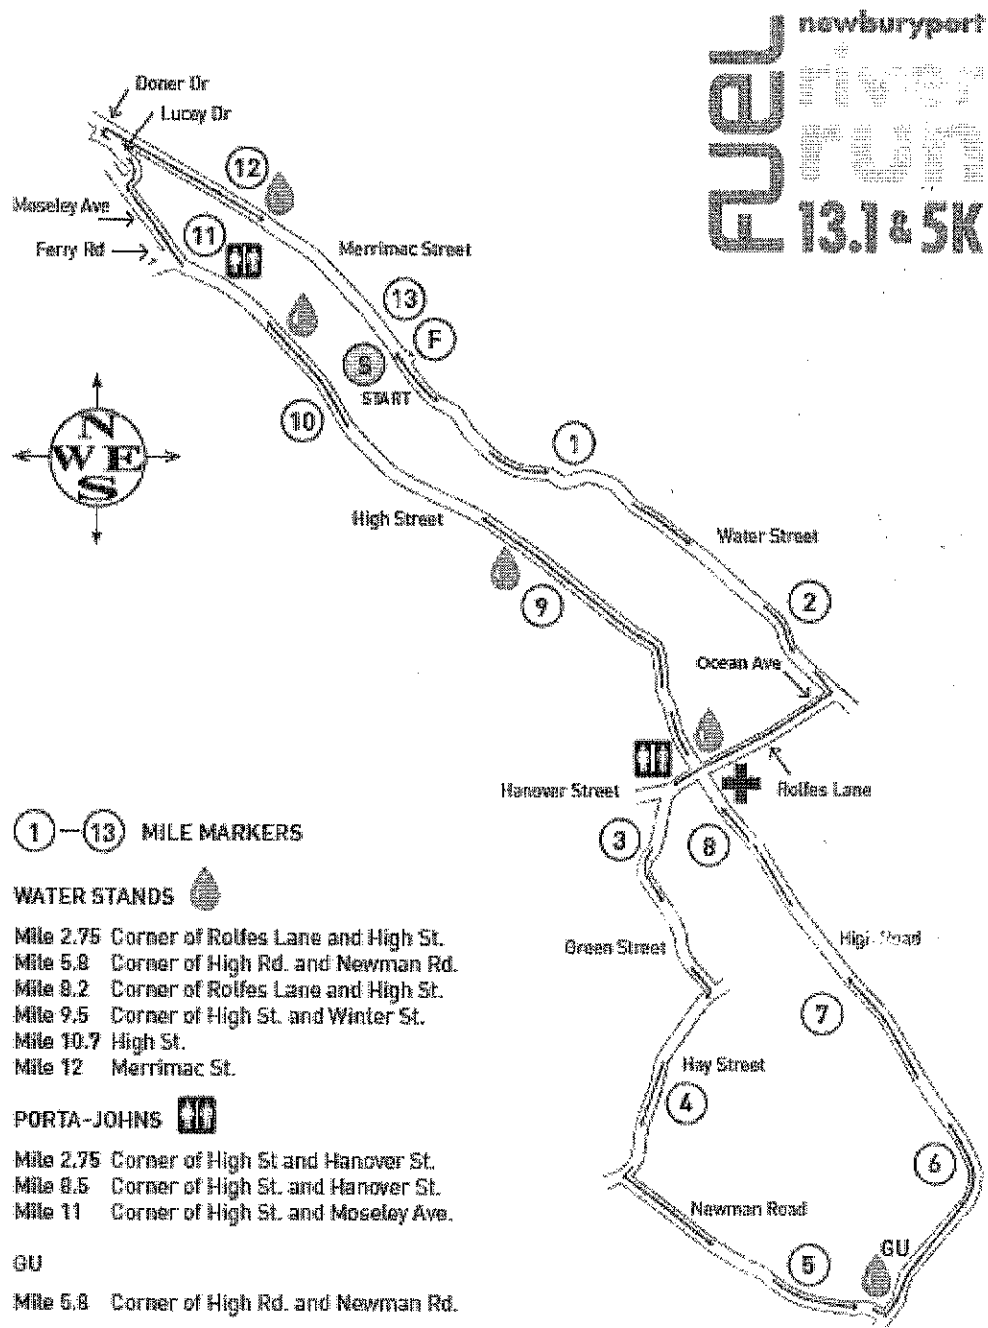 newburyport
FUEL
river
run
13.1 & 5K
Doner Dr
Lucey Dr
12
Moseley Ave
11
Ferry Rd
Merrimac Street
13
F
S
START
10
N
W E
S
1
High Street
Water Street
9
2
Ocean Ave
Hanover Street
Rolfes Lane
3
8
Green Street
High Road
7
Hay Street
4
6
Newman Road
GU
5
1 – 13 MILE MARKERS
WATER STANDS
Mile 2.75 Corner of Rolfes Lane and High St.
Mile 5.8 Corner of High Rd. and Newman Rd.
Mile 8.2 Corner of Rolfes Lane and High St.
Mile 9.5 Corner of High St. and Winter St.
Mile 10.7 High St.
Mile 12 Merrimac St.
PORTA-JOHNS
Mile 2.75 Corner of High St and Hanover St.
Mile 8.5 Corner of High St. and Hanover St.
Mile 11 Corner of High St. and Moseley Ave.
GU
Mile 5.8 Corner of High Rd. and Newman Rd.